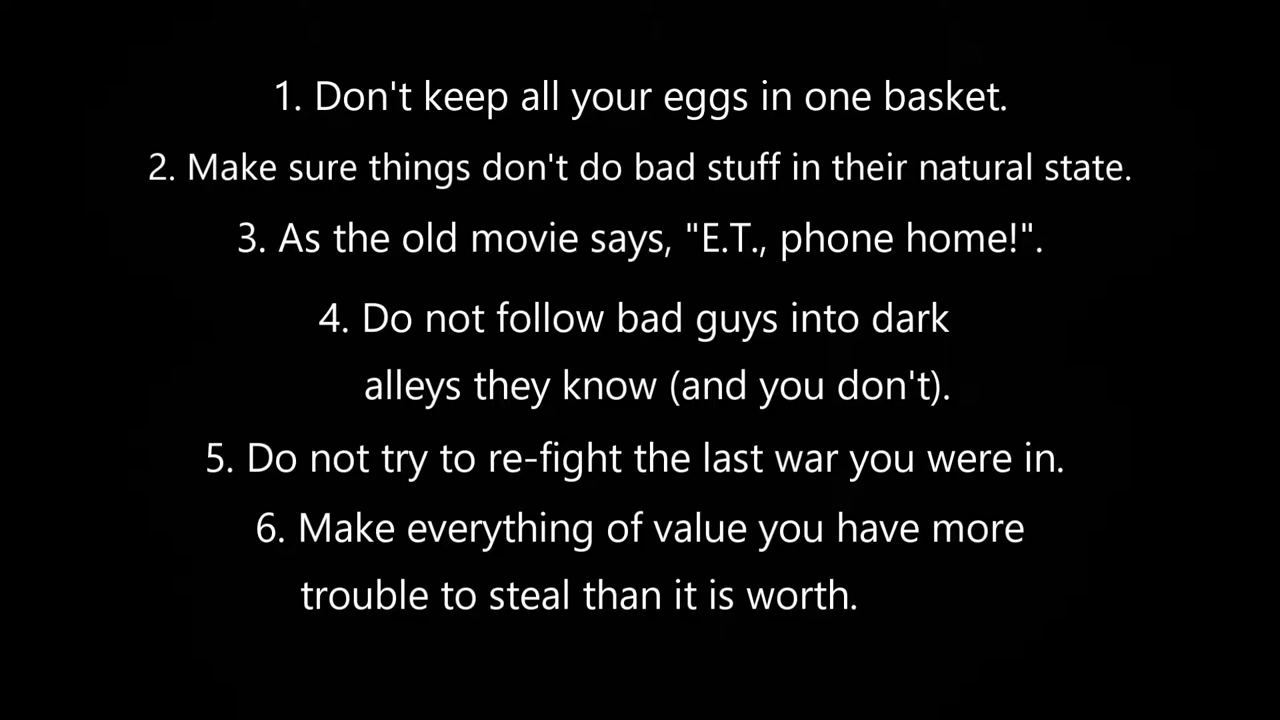 1. Don't keep all your eggs in one basket.
2. Make sure things don't do bad stuff in their natural state.
3. As the old movie says, "E.T., phone home!".
4. Do not follow bad guys into dark
alleys they know (and you don't).
5. Do not try to re-fight the last war you were in.
6. Make everything of value you have more
trouble to steal than it is worth.